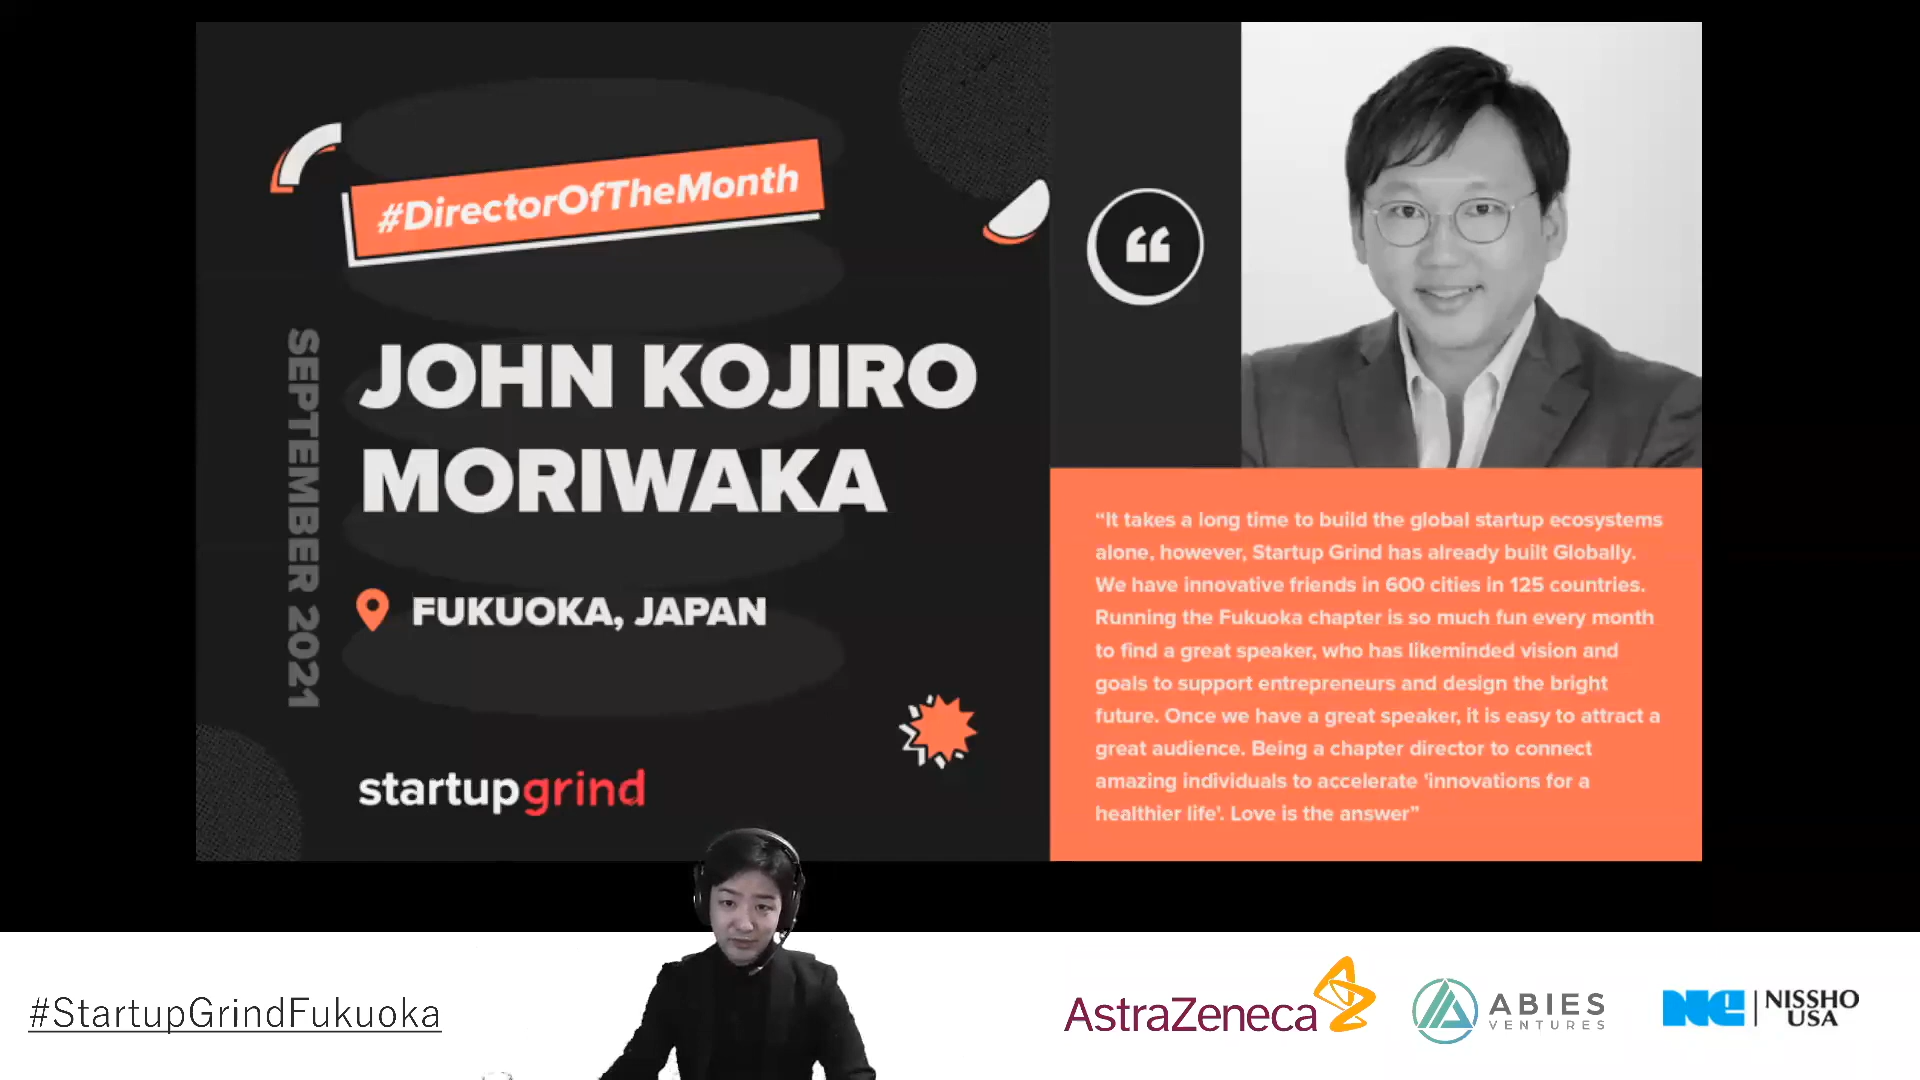 #DirectorOfTheMonth
SEPTEMBER 2021
JOHN KOJIRO
MORIWAKA
FUKUOKA, JAPAN
startupgrind
“It takes a long time to build the global startup ecosystems
alone, however, Startup Grind has already built Globally.
We have innovative friends in 600 cities in 125 countries.
Running the Fukuoka chapter is so much fun every month
to find a great speaker, who has likeminded vision and
goals to support entrepreneurs and design the bright
future. Once we have a great speaker, it is easy to attract a
great audience. Being a chapter director to connect
amazing individuals to accelerate 'innovations for a
healthier life'. Love is the answer”
#StartupGrindFukuoka
AstraZeneca
ABIES
VENTURES
NISSHO
USA